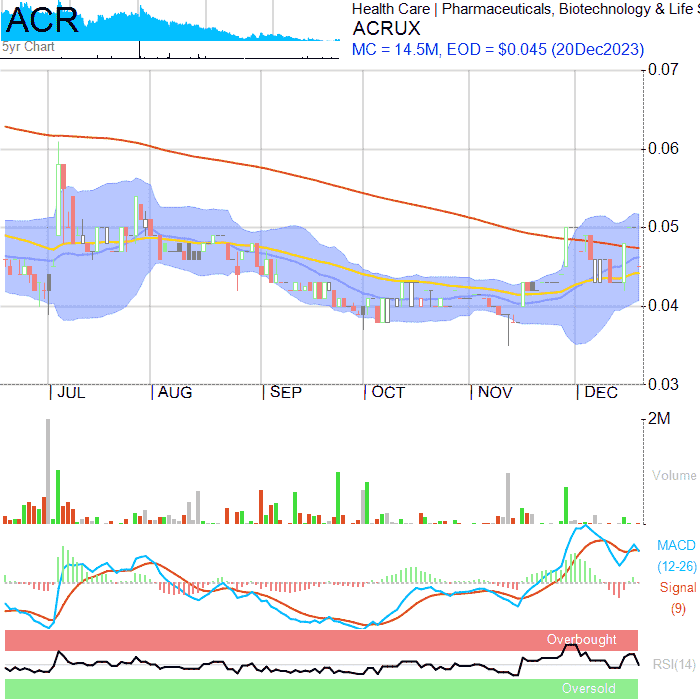 ACR
5yr Chart
Health Care | Pharmaceuticals, Biotechnology & Life S
ACRUX
MC = 14.5M, EOD = $0.045 (20Dec2023)
0.07
0.06
0.05
0.04
0.03
JUL AUG SEP OCT NOV DEC
2M
Volume
MACD
(12-26)
Signal
(9)
Overbought
RSI(14)
Oversold